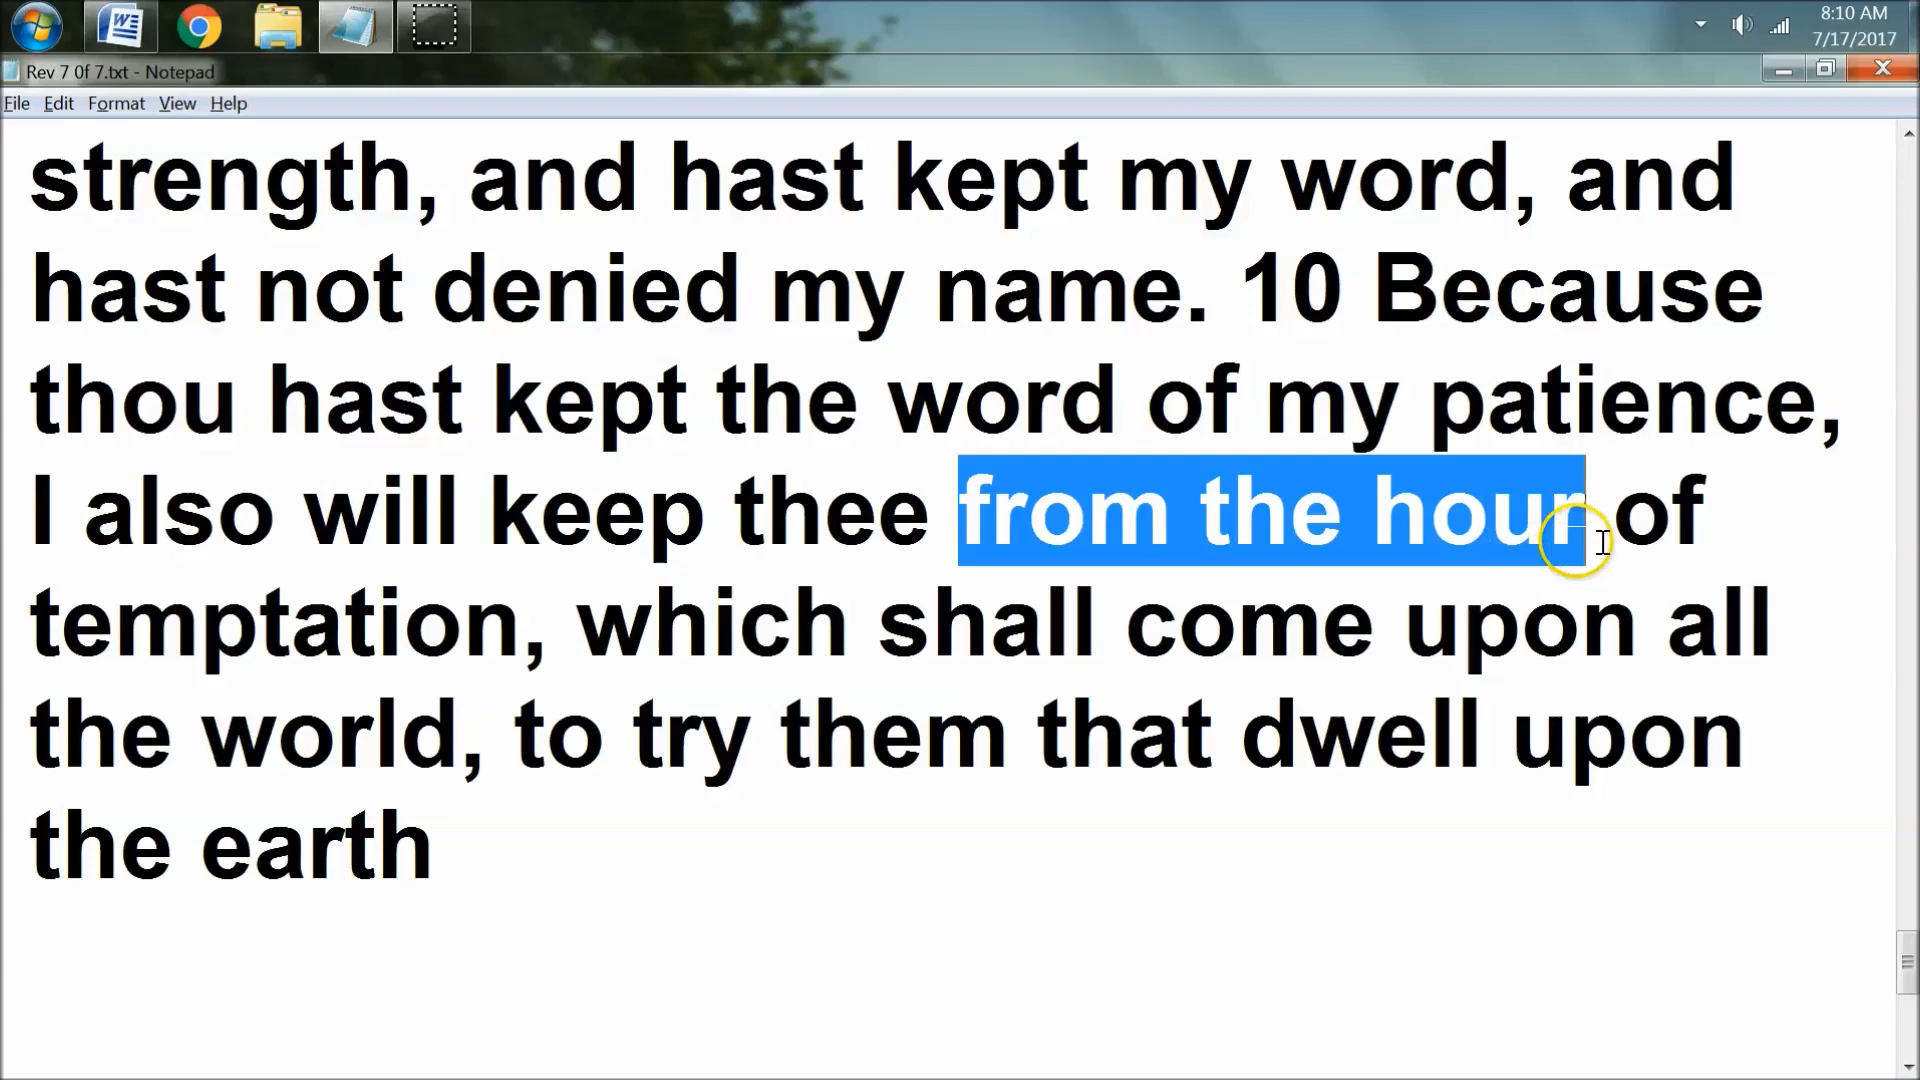 8:10 AM
7/17/2017
Rev 7 0f 7.txt - Notepad
File Edit Format View Help
strength, and hast kept my word, and
hast not denied my name. 10 Because
thou hast kept the word of my patience,
I also will keep thee from the hour of
temptation, which shall come upon all
the world, to try them that dwell upon
the earth